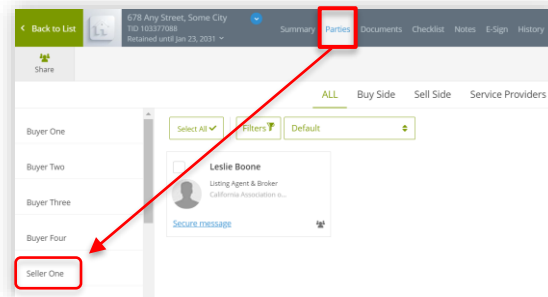 Back to List
678 Any Street, Some City
TID 103377088
Retained until Jan 23, 2031
Summary Parties Documents Checklist Notes E-Sign History
Share
ALL Buy Side Sell Side Service Providers
Select All Filters Default
Buyer One
Buyer Two
Buyer Three
Buyer Four
Seller One
Leslie Boone
Listing Agent & Broker
California Association o...
Secure message